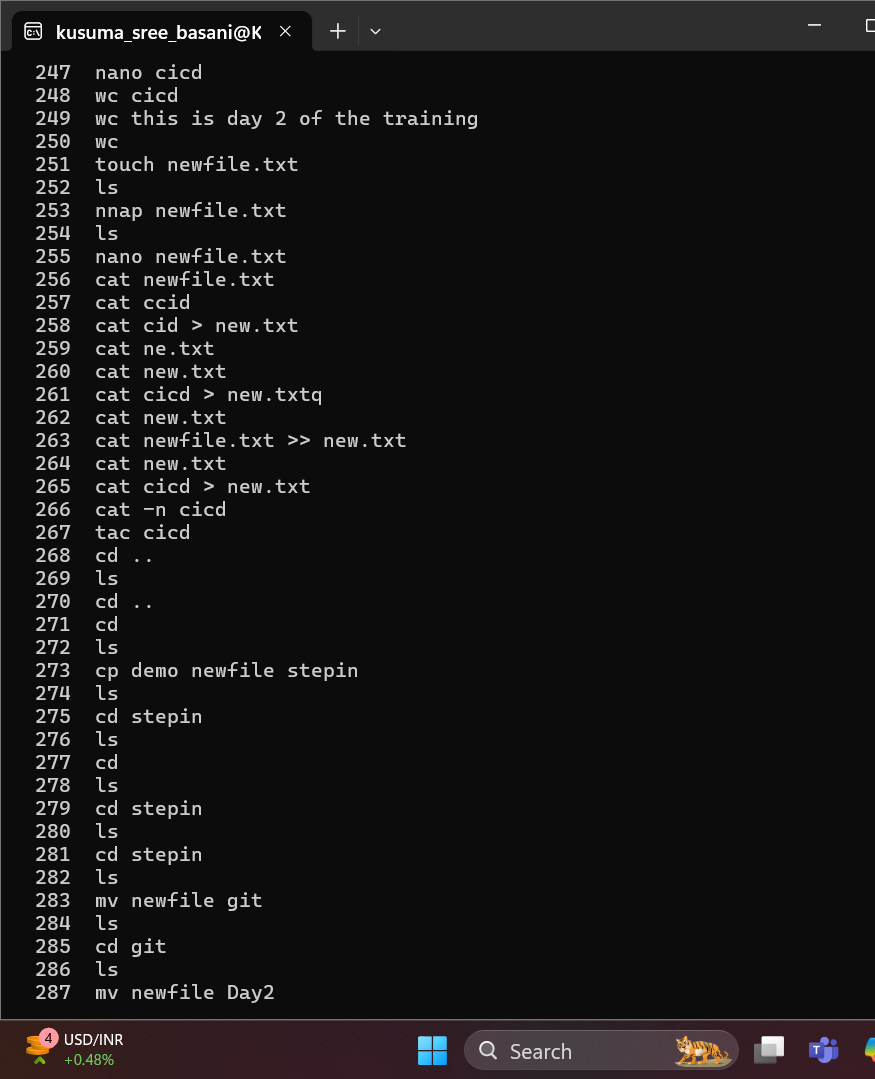 kusuma_sree_basani@K
247 nano cicd
248 wc cicd
249 wc this is day 2 of the training
250 wc
251 touch newfile.txt
252 ls
253 nnap newfile.txt
254 ls
255 nano newfile.txt
256 cat newfile.txt
257 cat ccid
258 cat cid > new.txt
259 cat ne.txt
260 cat new.txt
261 cat cicd > new.txtq
262 cat new.txt
263 cat newfile.txt >> new.txt
264 cat new.txt
265 cat cicd > new.txt
266 cat -n cicd
267 tac cicd
268 cd ..
269 ls
270 cd ..
271 cd
272 ls
273 cp demo newfile stepin
274 ls
275 cd stepin
276 ls
277 cd
278 ls
279 cd stepin
280 ls
281 cd stepin
282 ls
283 mv newfile git
284 ls
285 cd git
286 ls
287 mv newfile Day2
4 USD/INR
+0.48%
Search